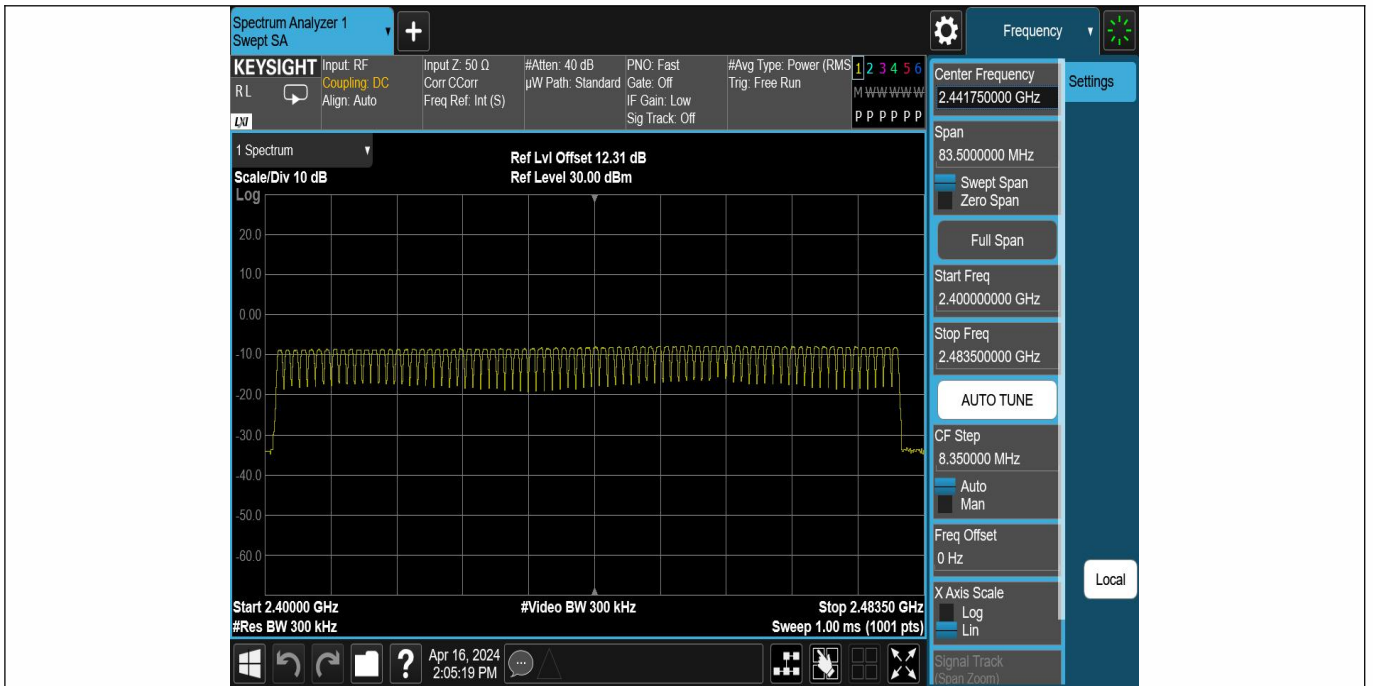 Spectrum Analyzer 1
Swept SA
+
Frequency
KEYSIGHT
RL
LXI
Input: RF
Coupling: DC
Align: Auto
Input Z: 50 Ω
Corr CCorr
Freq Ref: Int (S)
#Atten: 40 dB
µW Path: Standard
PNO: Fast
Gate: Off
IF Gain: Low
Sig Track: Off
#Avg Type: Power (RMS
Trig: Free Run
1 2 3 4 5 6
M W W W W W
P P P P P P
1 Spectrum
Scale/Div 10 dB
Ref Lvl Offset 12.31 dB
Ref Level 30.00 dBm
Log
20.0
10.0
0.00
-10.0
-20.0
-30.0
-40.0
-50.0
-60.0
Start 2.40000 GHz
#Res BW 300 kHz
#Video BW 300 kHz
Stop 2.48350 GHz
Sweep 1.00 ms (1001 pts)
Center Frequency
2.441750000 GHz
Settings
Span
83.5000000 MHz
Swept Span
Zero Span
Full Span
Start Freq
2.400000000 GHz
Stop Freq
2.483500000 GHz
AUTO TUNE
CF Step
8.350000 MHz
Auto
Man
Freq Offset
0 Hz
Local
X Axis Scale
Log
Lin
Signal Track
(Span Zoom)
?
Apr 16, 2024
2:05:19 PM